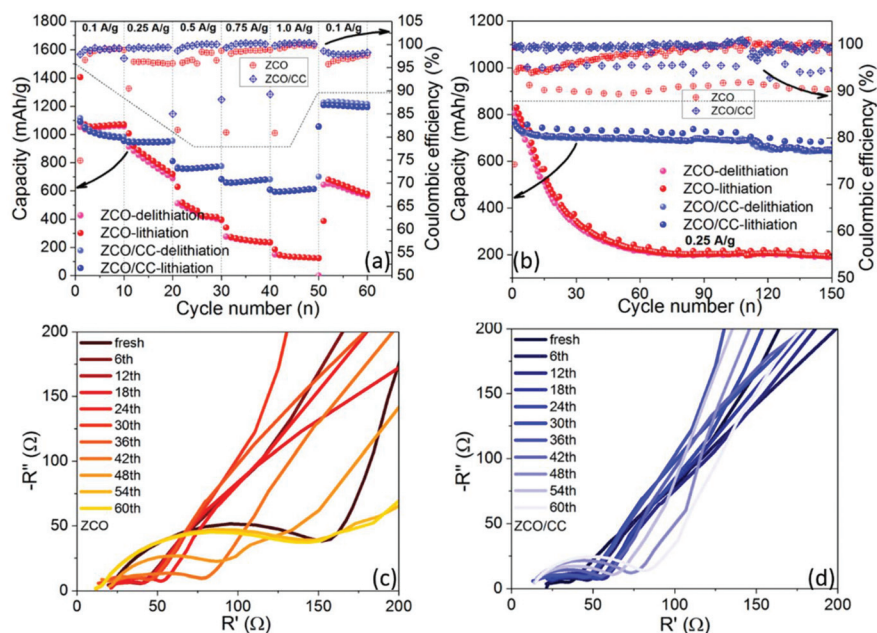 0.1 A/g 0.25 A/g 0.5 A/g 0.75 A/g 1.0 A/g 0.1 A/g
1800
1600
1400
1200
1000
800
600
400
200
0
Capacity (mAh/g)
105
100
95
90
85
80
75
70
65
60
55
50
Coulombic efficiency (%)
ZCO
ZCO/CC
ZCO-delithiation
ZCO-lithiation
ZCO/CC-delithiation
ZCO/CC-lithiation
(a)
0 10 20 30 40 50 60
Cycle number (n)
1200
1000
800
600
400
200
Capacity (mAh/g)
105
100
95
90
85
80
75
70
65
60
55
50
Coulombic efficiency (%)
ZCO
ZCO/CC
ZCO-delithiation
ZCO-lithiation
ZCO/CC-delithiation
ZCO/CC-lithiation
0.25 A/g
(b)
0 30 60 90 120 150
Cycle number (n)
200
150
100
50
0
-R" (Ω)
fresh
6th
12th
18th
24th
30th
36th
42th
48th
54th
60th
ZCO
(c)
0 50 100 150 200
R' (Ω)
200
150
100
50
0
-R" (Ω)
fresh
6th
12th
18th
24th
30th
36th
42th
48th
54th
60th
ZCO/CC
(d)
0 50 100 150 200
R' (Ω)